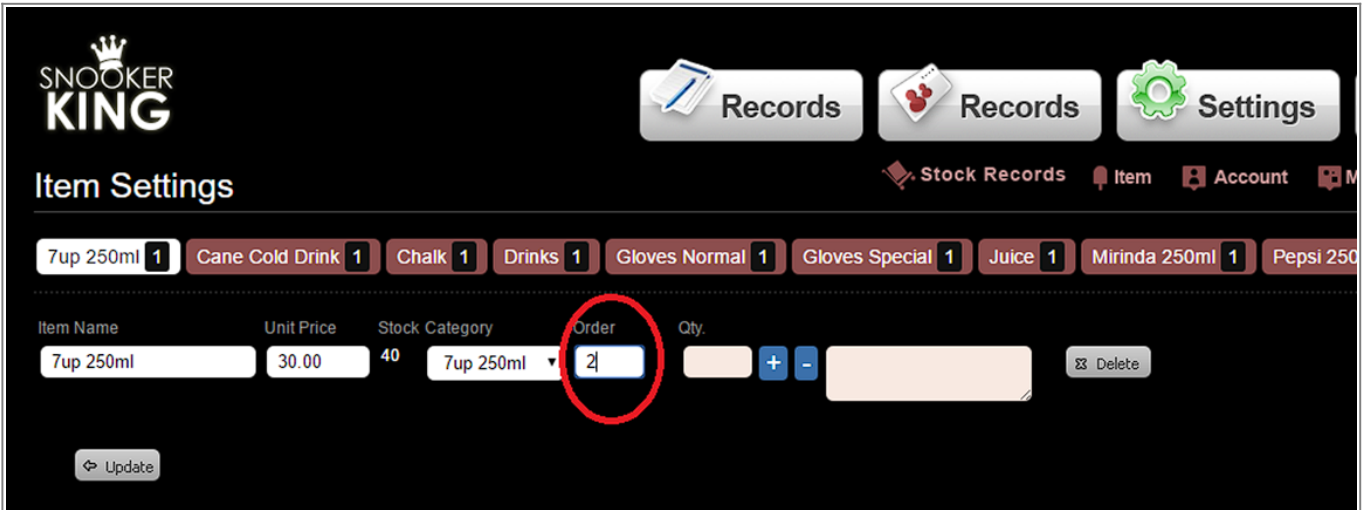 SNOOKER
KING
Records
Records
Settings
Item Settings
Stock Records
Item
Account
M
7up 250ml 1
Cane Cold Drink 1
Chalk 1
Drinks 1
Gloves Normal 1
Gloves Special 1
Juice 1
Mirinda 250ml 1
Pepsi 250
Item Name
Unit Price
Stock
Category
Order
Qty.
7up 250ml
30.00
40
7up 250ml
2
+
-
Delete
Update